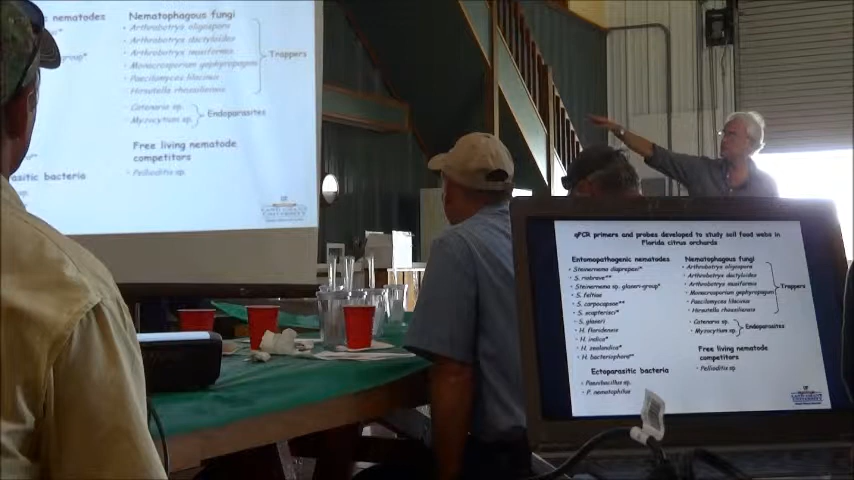 nematodes
Nematophagous fungi
• Arthrobotrys oligospora
• Arthrobotrys dactyloides
• Arthrobotrys musiformis
• Monacrosporium gephyropagum
• Paecilomyces lilacinus
• Hirsutella rhossiliensis
Trappers
• Catenaria sp.
• Myzocytium sp.
Endoparasites
Free living nematode
competitors
• Pellioditis sp.
bacteria
qPCR primers and probes developed to study soil food webs in
Florida citrus orchards
Entomopathogenic nematodes
• Steinernema diaprepesi*
• S. riobrave**
• Steinernema sp. glaseri-group*
• S. feltiae
• S. carpocapsae**
• S. scapterisci*
• S. glaseri
• H. floridensis
• H. indica*
• H. zealandica*
• H. bacteriophora**
Ectoparasitic bacteria
• Paenibacillus sp.
• P. nematophilus
Nematophagous fungi
• Arthrobotrys oligospora
• Arthrobotrys dactyloides
• Arthrobotrys musiformis
• Monacrosporium gephyropagum
• Paecilomyces lilacinus
• Hirsutella rhossiliensis
Trappers
• Catenaria sp.
• Myzocytium sp.
Endoparasites
Free living nematode
competitors
• Pellioditis sp.